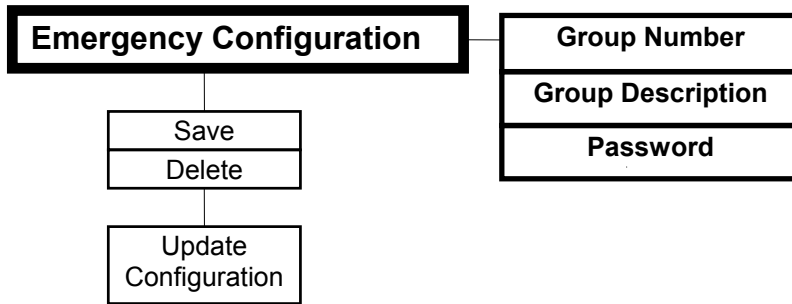 Emergency Configuration
Group Number
Group Description
Password
Save
Delete
Update
Configuration